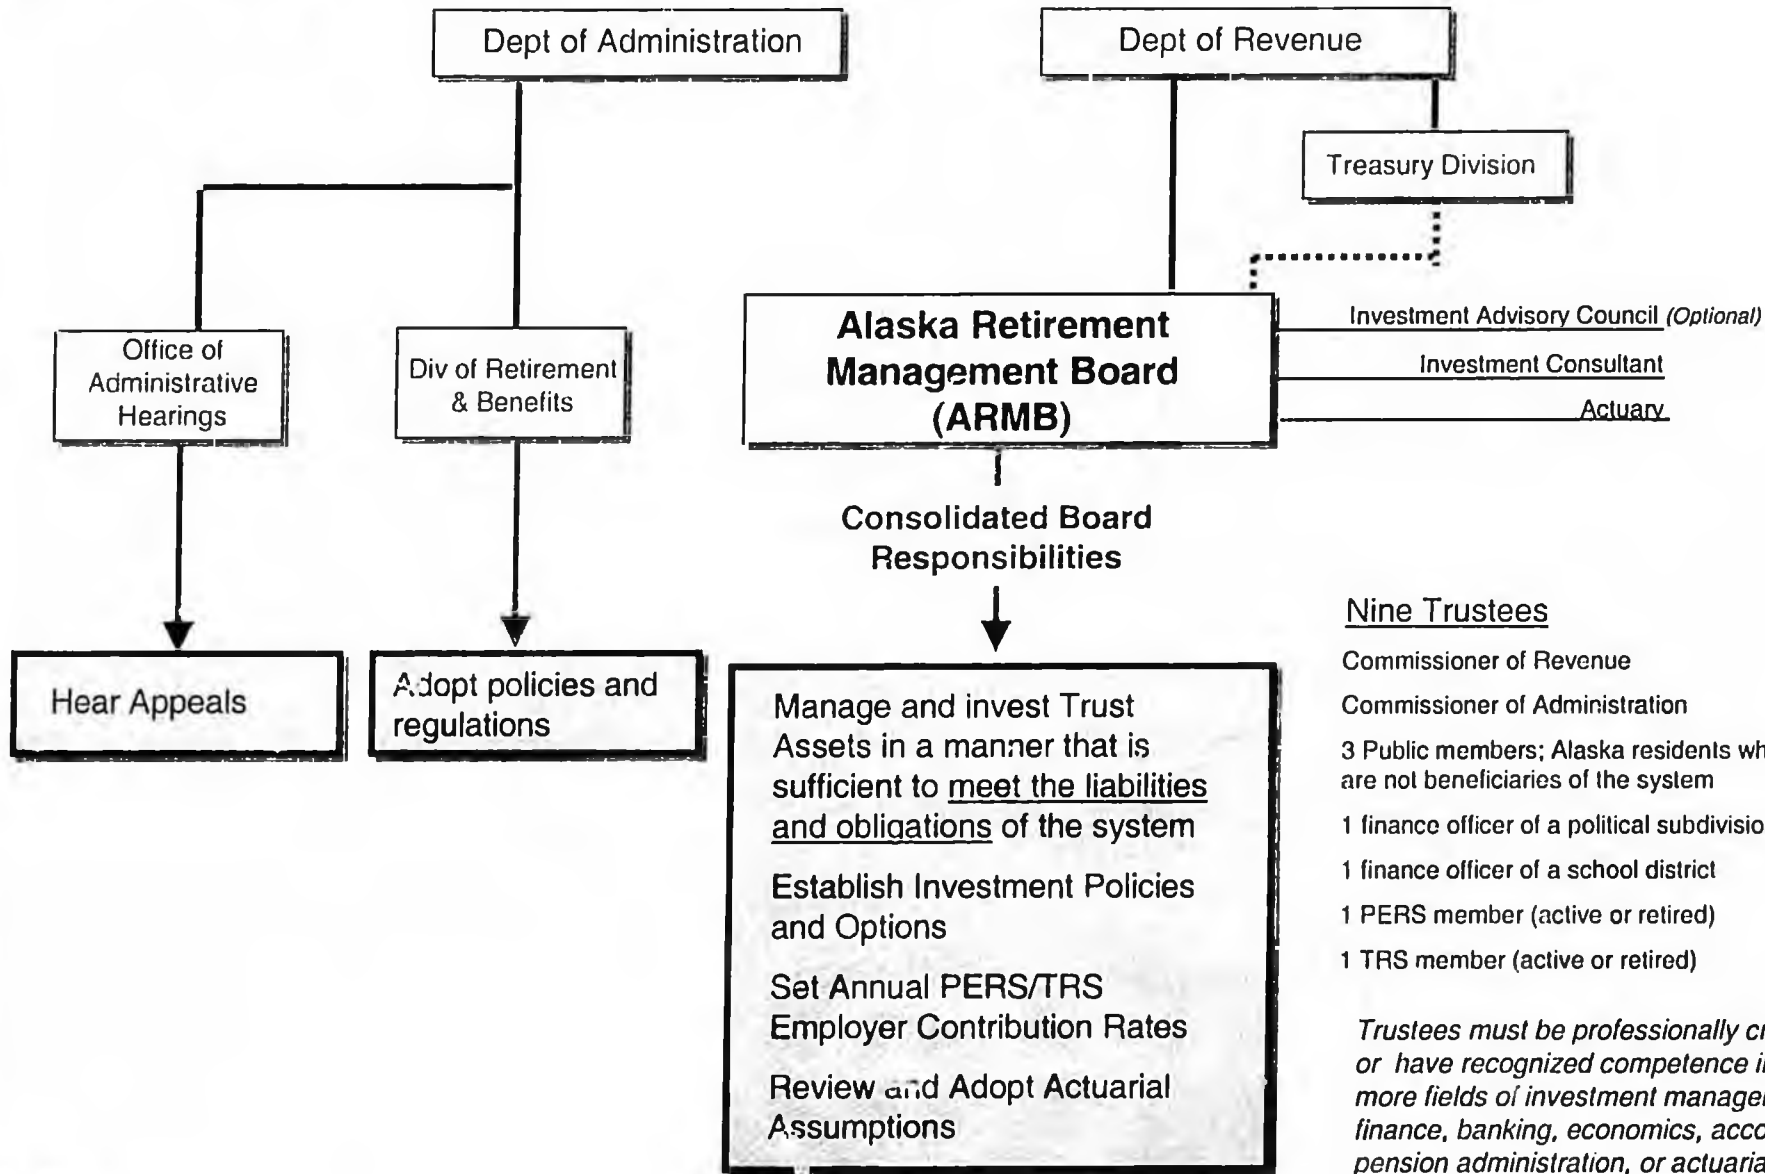 Dept of Administration
Dept of Revenue
Treasury Division
Office of
Administrative
Hearings
Div of Retirement
& Benefits
Alaska Retirement
Management Board
(ARMB)
Investment Advisory Council (Optional)
Investment Consultant
Actuary
Consolidated Board
Responsibilities
Hear Appeals
Adopt policies and
regulations
Manage and invest Trust
Assets in a manner that is
sufficient to meet the liabilities
and obligations of the system
Establish Investment Policies
and Options
Set Annual PERS/TRS
Employer Contribution Rates
Review and Adopt Actuarial
Assumptions
Nine Trustees
Commissioner of Revenue
Commissioner of Administration
3 Public members; Alaska residents
are not beneficiaries of the system
1 finance officer of a political
1 finance officer of a school district
1 PERS member (active or retired)
1 TRS member (active or retired)
Trustees must be professionally
or have recognized competence
more fields of investment
finance, banking, economics,
pension administration, or